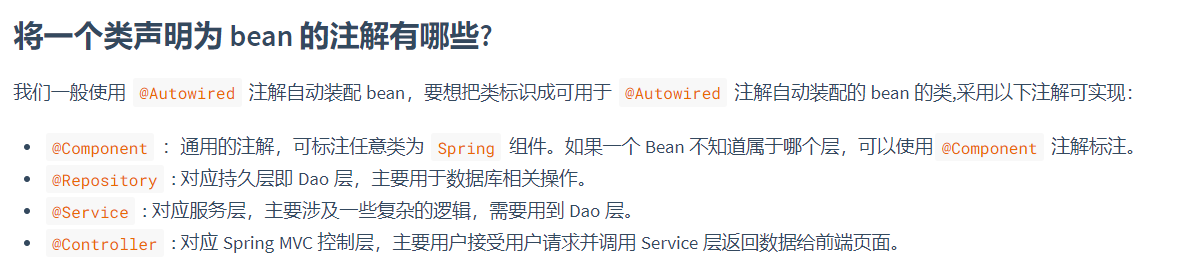 将一个类声明为 bean 的注解有哪些?
我们一般使用 @Autowired 注解自动装配 bean，要想把类标识成可用于 @Autowired 注解自动装配的 bean 的类,采用以下注解可实现：
• @Component ：通用的注解，可标注任意类为 Spring 组件。如果一个 Bean 不知道属于哪个层，可以使用 @Component 注解标注。
• @Repository : 对应持久层即 Dao 层，主要用于数据库相关操作。
• @Service : 对应服务层，主要涉及一些复杂的逻辑，需要用到 Dao 层。
• @Controller : 对应 Spring MVC 控制层，主要用户接受用户请求并调用 Service 层返回数据给前端页面。